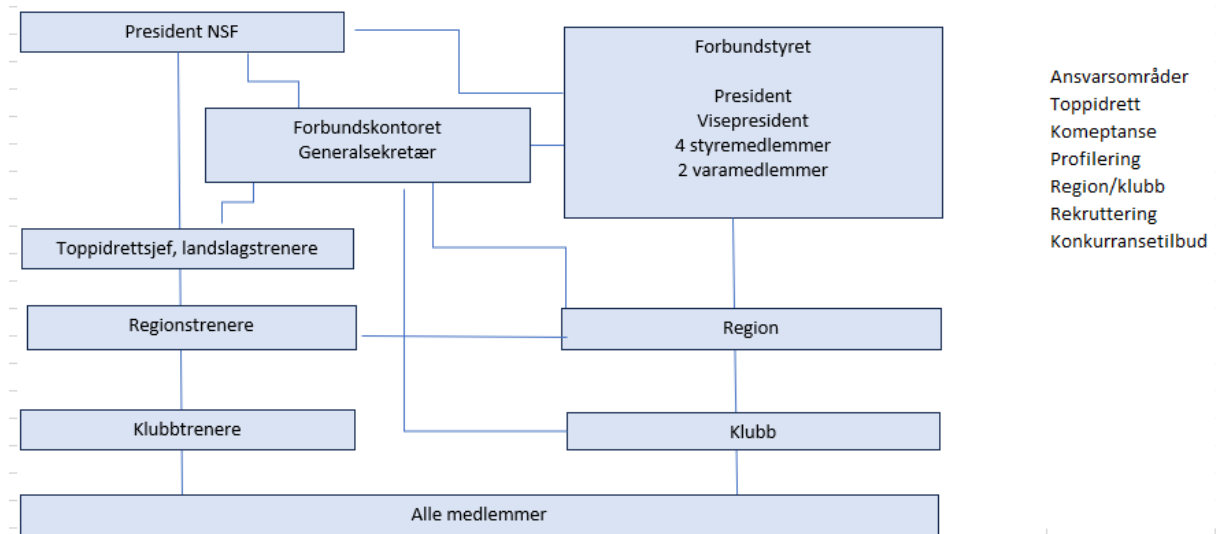 President NSF
Forbundstyret
President
Visepresident
4 styremedlemmer
2 varamedlemmer
Forbundskontoret
Generalsekretær
Toppidrettsjef, landslagstrenere
Regionstrenere
Region
Klubbtrenere
Klubb
Alle medlemmer
Ansvarsområder
Toppidrett
Komeptanse
Profilering
Region/klubb
Rekruttering
Konkurransetilbud